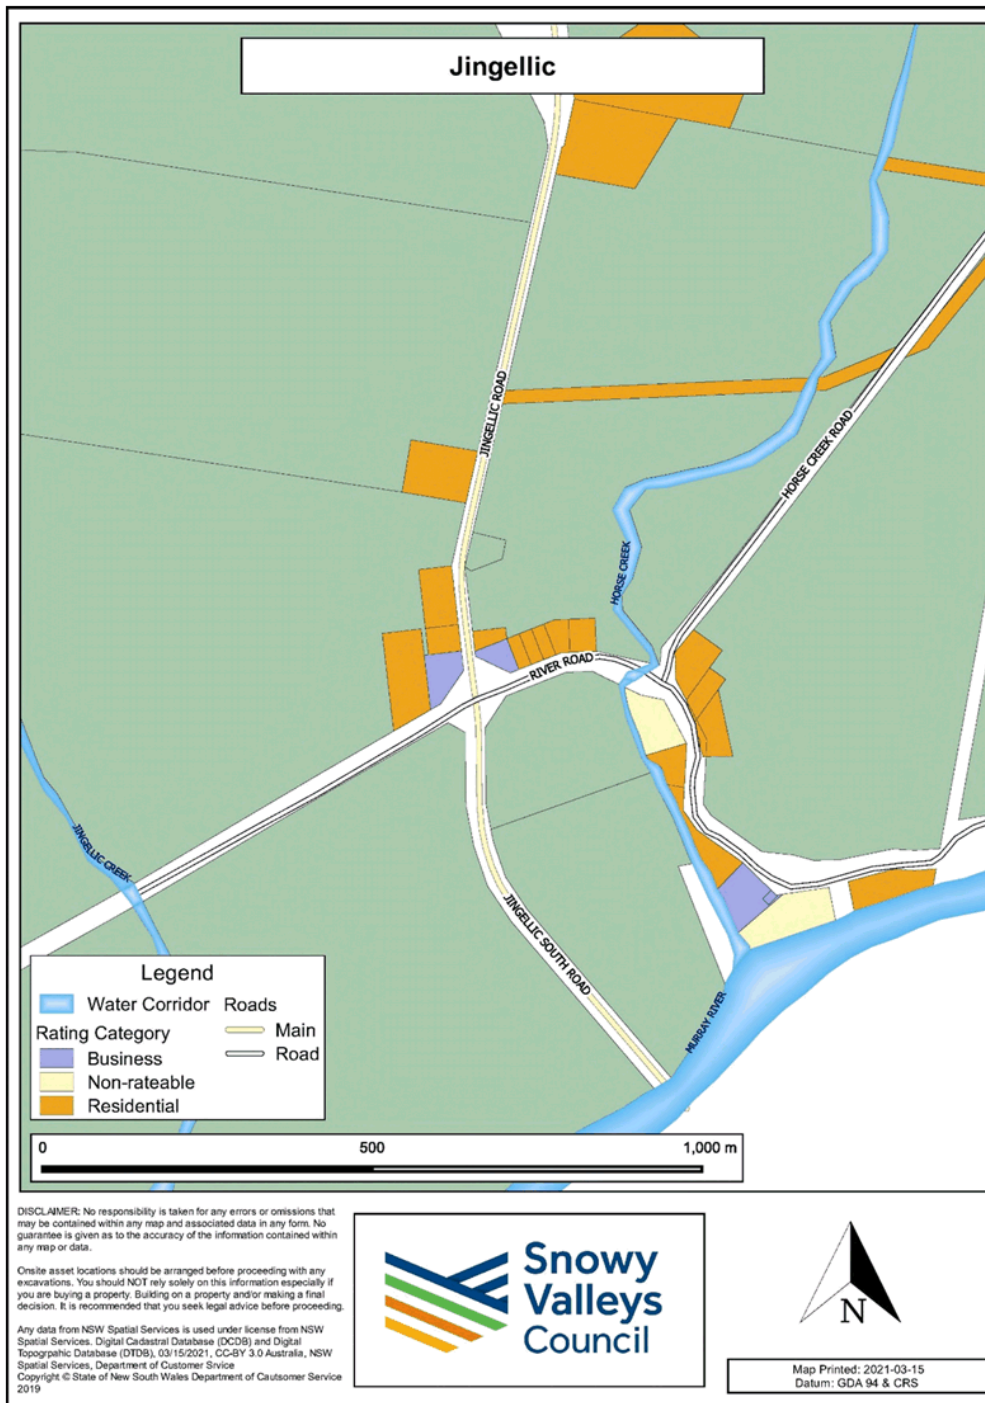 Jingellic
JINGELLIC ROAD
HORSE CREEK ROAD
HORSE CREEK
RIVER ROAD
JINGELLIC CREEK
JINGELLIC SOUTH ROAD
MURRAY RIVER
Legend
Water Corridor
Rating Category
Business
Non-rateable
Residential
Roads
Main
Road
0 500 1,000 m
DISCLAIMER: No responsibility is taken for any errors or omissions that
may be contained within any map and associated data in any form. No
guarantee is given as to the accuracy of the information contained within
any map or data.
Onsite asset locations should be arranged before proceeding with any
excavations. You should NOT rely solely on this information especially if
you are buying a property. Building on a property and/or making a final
decision. It is recommended that you seek legal advice before proceeding.
Any data from NSW Spatial Services is used under license from NSW
Spatial Services. Digital Cadastral Database (DCDB) and Digital
Topogrpahic Database (DTDB), 03/15/2021, CC-BY 3.0 Australia, NSW
Spatial Services, Department of Customer Srvice
Copyright © State of New South Wales Department of Cautsomer Service
2019
Snowy
Valleys
Council
N
Map Printed: 2021-03-15
Datum: GDA 94 & CRS